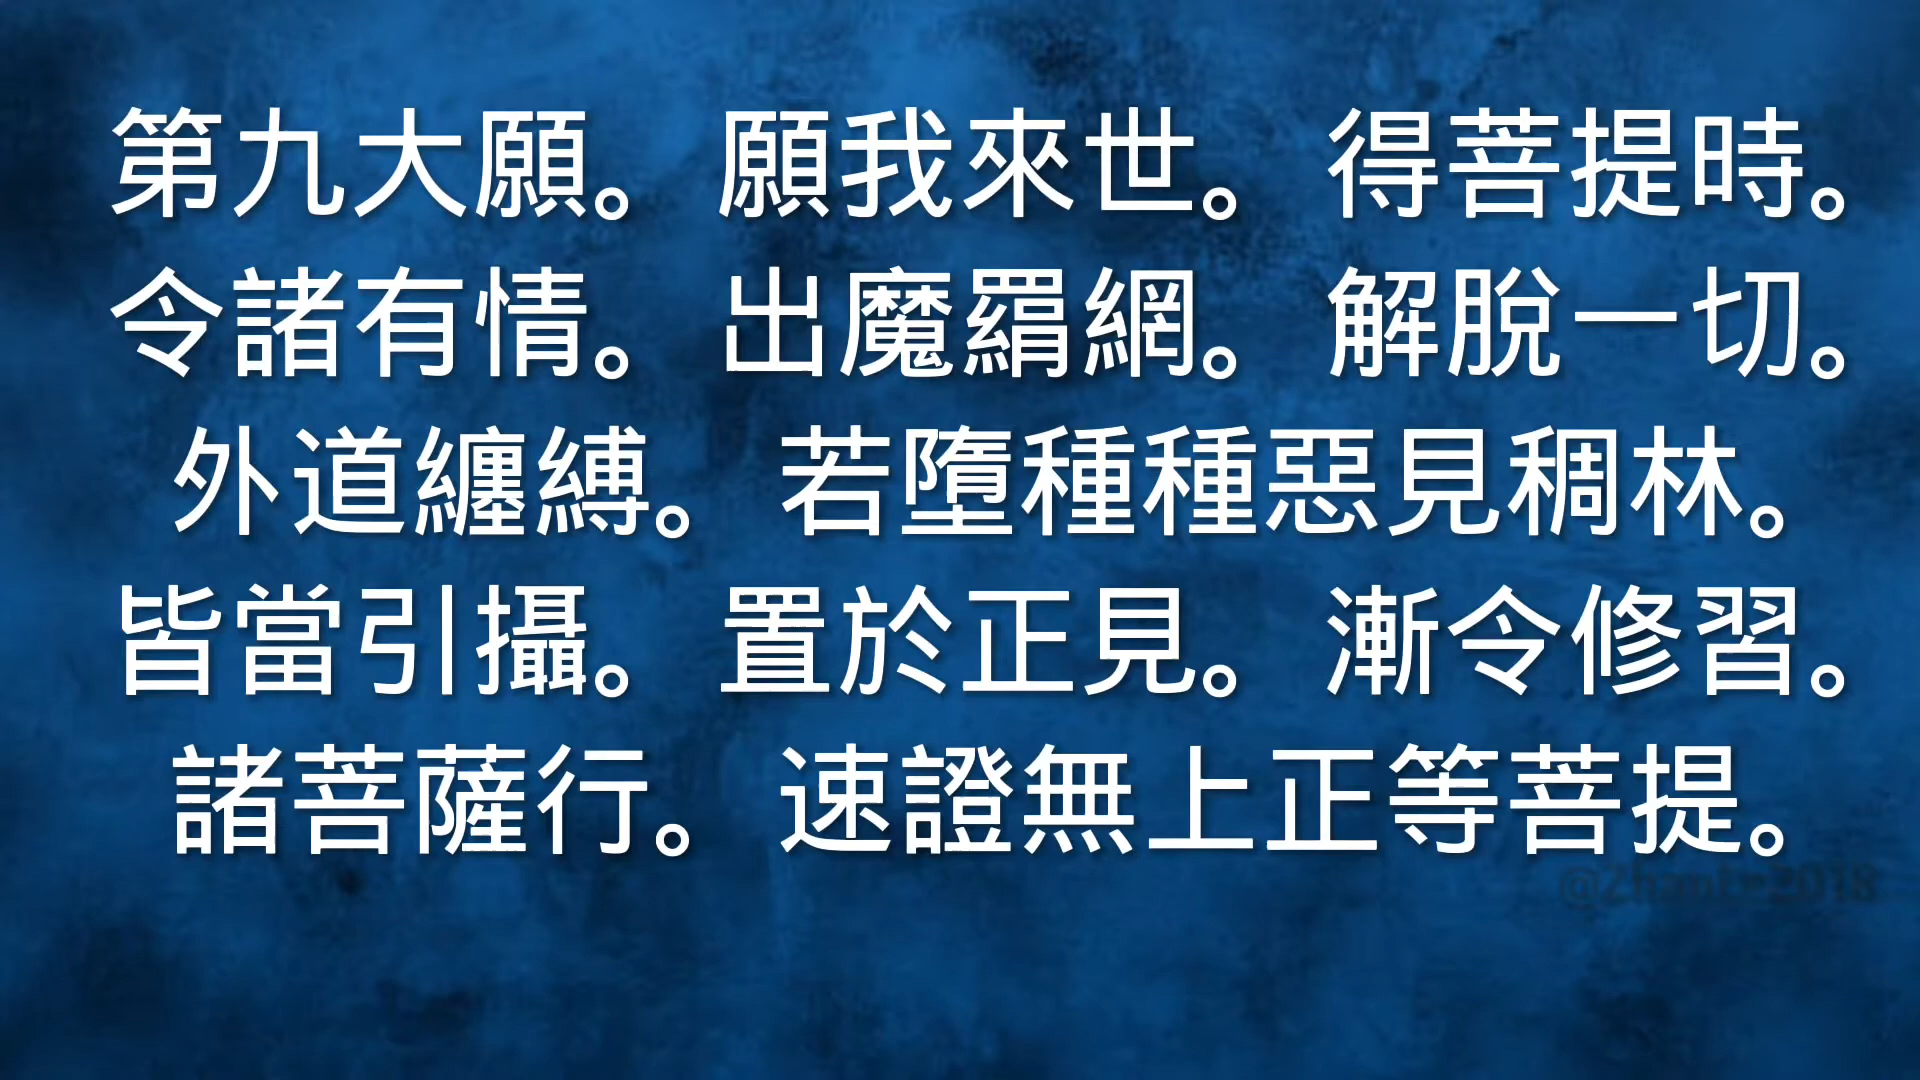 第九大願。願我來世。得菩提時。
令諸有情。出魔羂網。解脫一切。
外道纏縛。若墮種種惡見稠林。
皆當引攝。置於正見。漸令修習。
諸菩薩行。速證無上正等菩提。